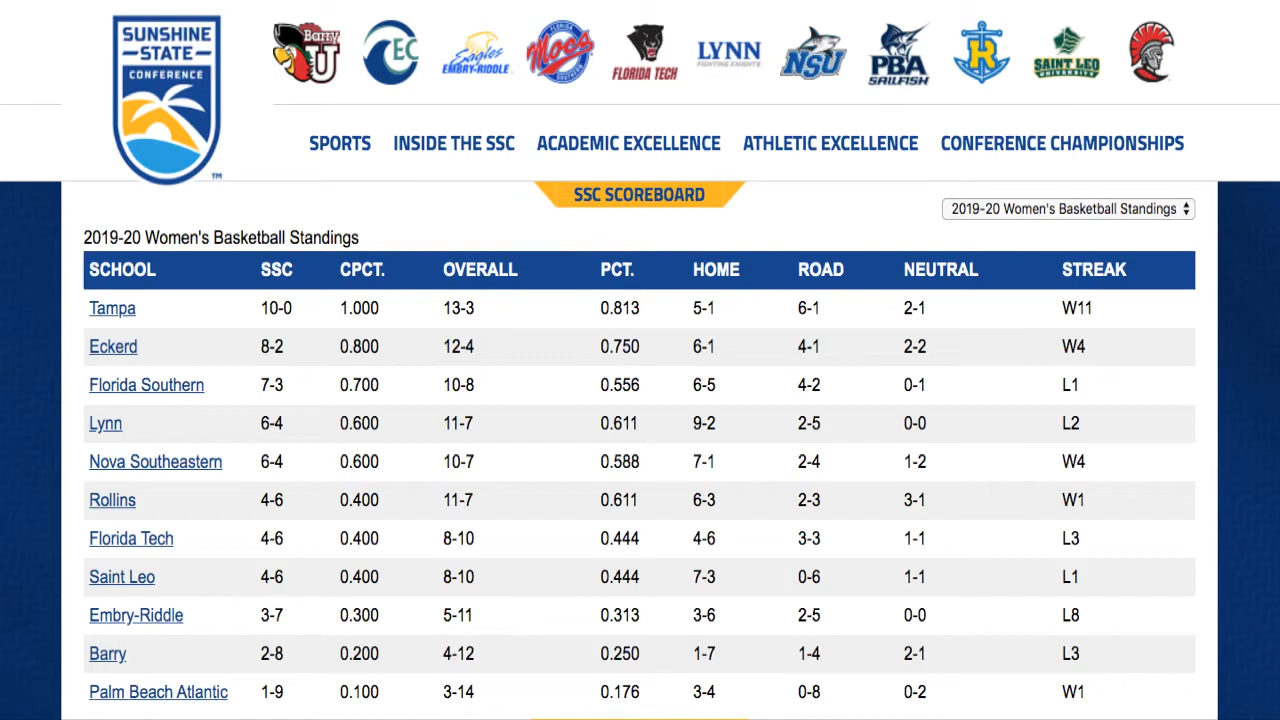 SUNSHINE
STATE
CONFERENCE
TM
Barry
U
EC
Eagles
EMBRY-RIDDLE
FLORIDA
Mocs
SOUTHERN
FLORIDA TECH
LYNN
FIGHTING KNIGHTS
NSU
PBA
SAILFISH
R
SAINT LEO
UNIVERSITY
SPORTS INSIDE THE SSC ACADEMIC EXCELLENCE ATHLETIC EXCELLENCE CONFERENCE CHAMPIONSHIPS
SSC SCOREBOARD
2019-20 Women's Basketball Standings
2019-20 Women's Basketball Standings
SCHOOL SSC CPCT. OVERALL PCT. HOME ROAD NEUTRAL STREAK
Tampa 10-0 1.000 13-3 0.813 5-1 6-1 2-1 W11
Eckerd 8-2 0.800 12-4 0.750 6-1 4-1 2-2 W4
Florida Southern 7-3 0.700 10-8 0.556 6-5 4-2 0-1 L1
Lynn 6-4 0.600 11-7 0.611 9-2 2-5 0-0 L2
Nova Southeastern 6-4 0.600 10-7 0.588 7-1 2-4 1-2 W4
Rollins 4-6 0.400 11-7 0.611 6-3 2-3 3-1 W1
Florida Tech 4-6 0.400 8-10 0.444 4-6 3-3 1-1 L3
Saint Leo 4-6 0.400 8-10 0.444 7-3 0-6 1-1 L1
Embry-Riddle 3-7 0.300 5-11 0.313 3-6 2-5 0-0 L8
Barry 2-8 0.200 4-12 0.250 1-7 1-4 2-1 L3
Palm Beach Atlantic 1-9 0.100 3-14 0.176 3-4 0-8 0-2 W1